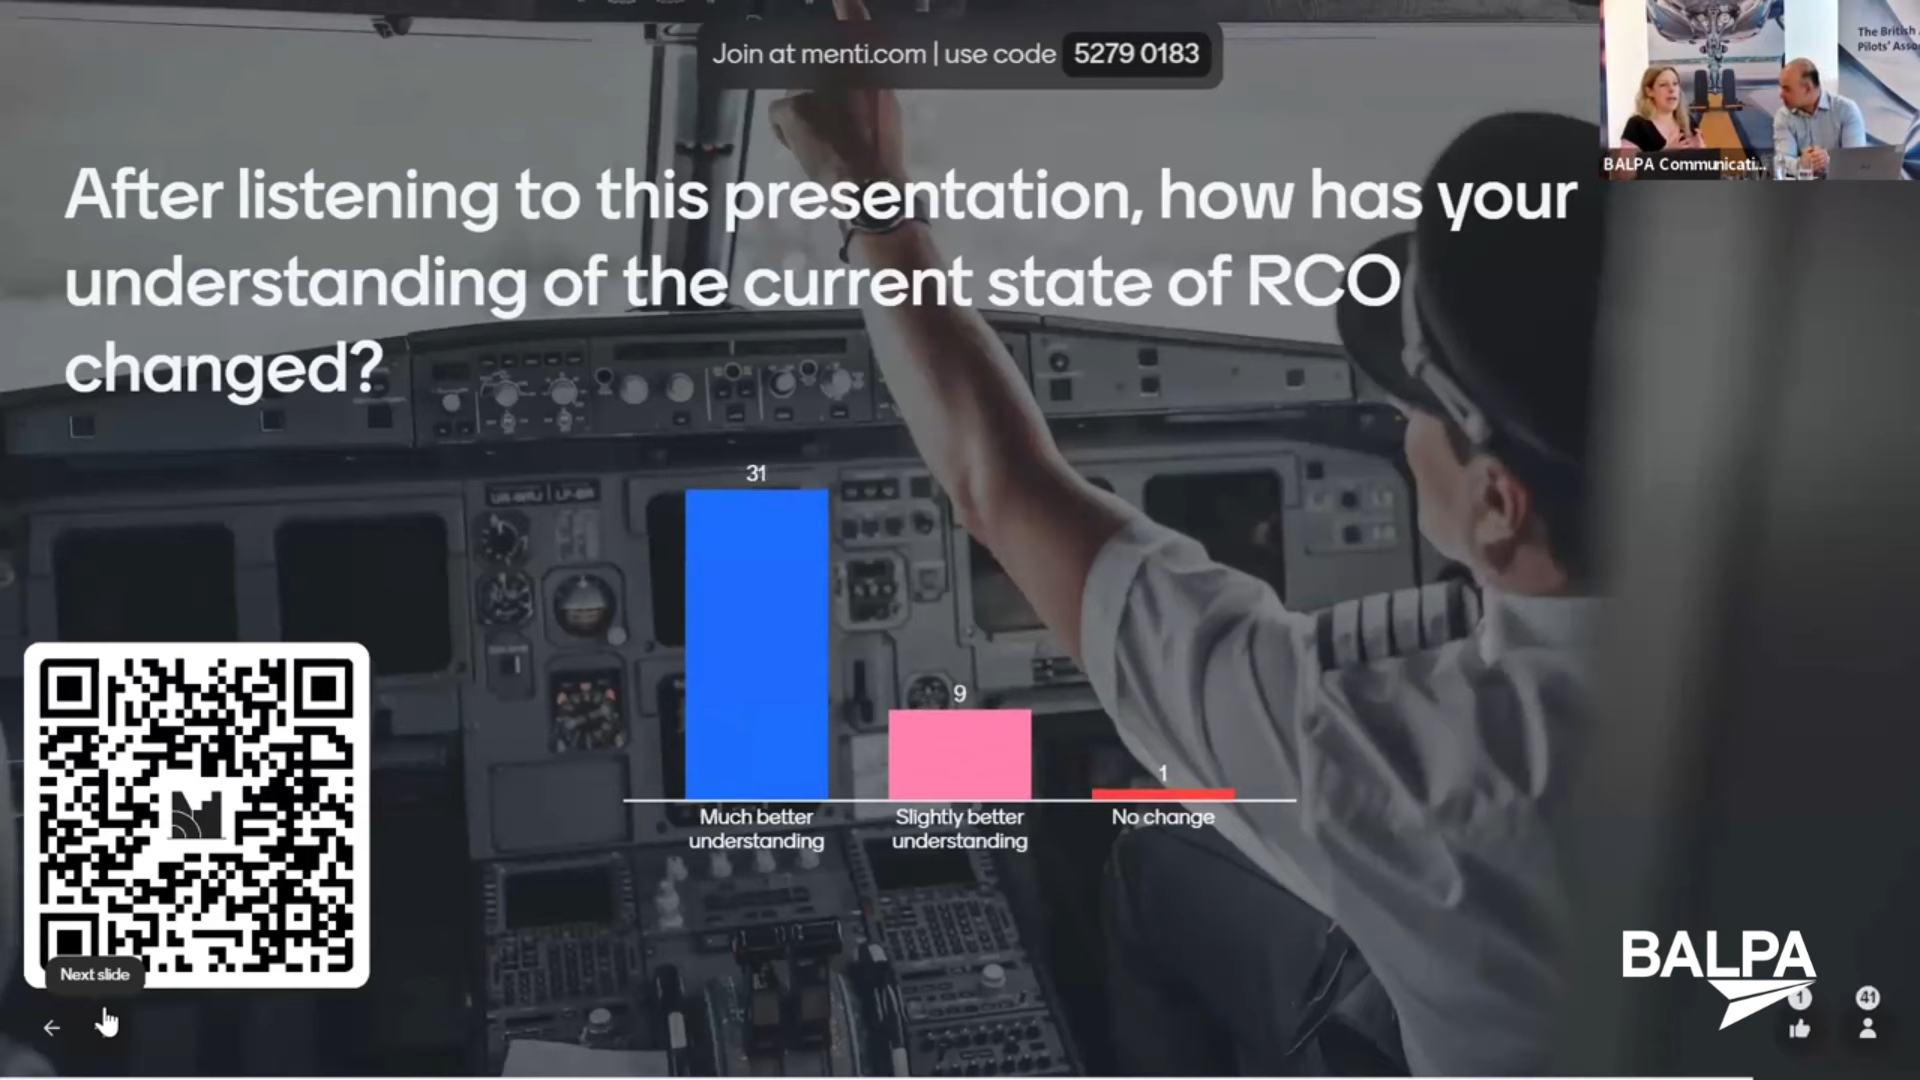 Join at menti.com | use code 5279 0183
The British
Pilots' Asso
BALPA Communicati...
After listening to this presentation, how has your
understanding of the current state of RCO
changed?
31
9
1
Much better
understanding
Slightly better
understanding
No change
Next slide
BALPA
1
41